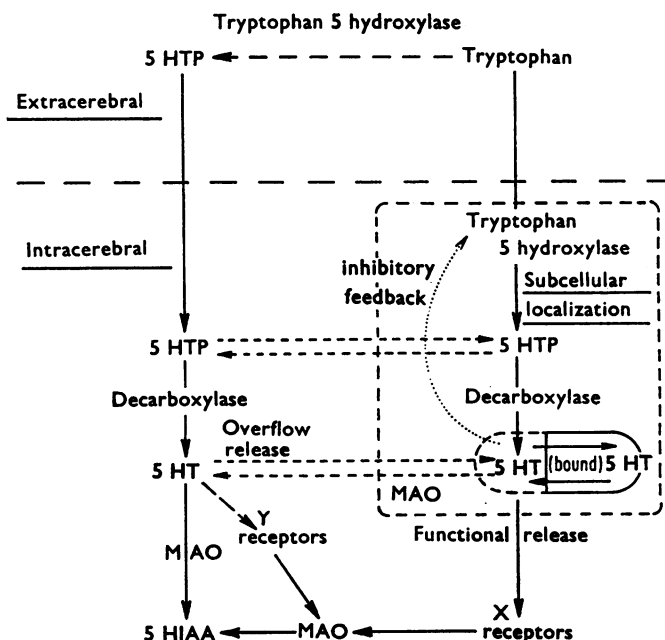 Tryptophan 5 hydroxylase
5 HTP
Tryptophan
Extracerebral
Intracerebral
Tryptophan
5 hydroxylase
inhibitory
feedback
Subcellular
localization
5 HTP
5 HTP
Decarboxylase
Decarboxylase
Overflow
release
5 HT
5 HT
(bound)
5 HT
MAO
Y
receptors
Functional release
MAO
5 HIAA
MAO
X
receptors